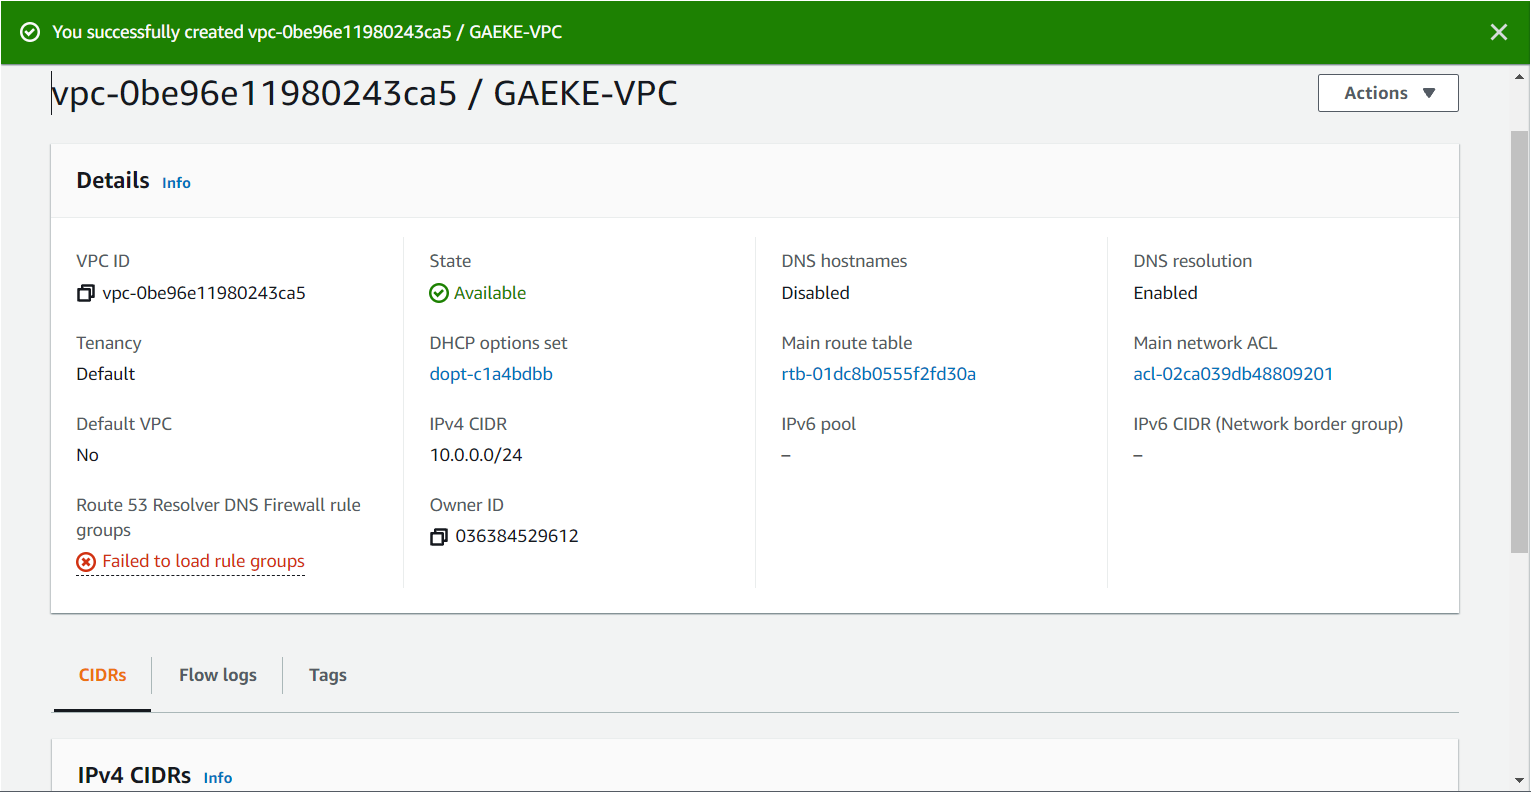 You successfully created vpc-0be96e11980243ca5 / GAEKE-VPC
vpc-0be96e11980243ca5 / GAEKE-VPC
Actions
Details Info
VPC ID
vpc-0be96e11980243ca5
State
Available
DNS hostnames
Disabled
DNS resolution
Enabled
Tenancy
Default
DHCP options set
dopt-c1a4bdbb
Main route table
rtb-01dc8b0555f2fd30a
Main network ACL
acl-02ca039db48809201
Default VPC
No
IPv4 CIDR
10.0.0.0/24
IPv6 pool
–
IPv6 CIDR (Network border group)
–
Route 53 Resolver DNS Firewall rule
groups
Failed to load rule groups
Owner ID
036384529612
CIDRs
Flow logs
Tags
IPv4 CIDRs Info